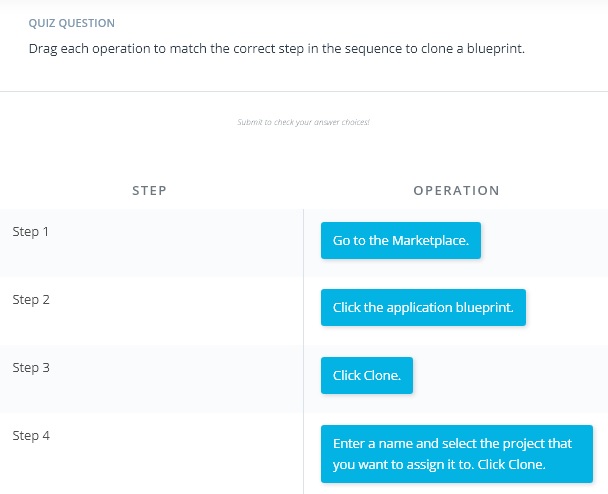 QUIZ QUESTION
Drag each operation to match the correct step in the sequence to clone a blueprint.
Submit to check your answer choices!
STEP
OPERATION
Step 1
Go to the Marketplace.
Step 2
Click the application blueprint.
Step 3
Click Clone.
Step 4
Enter a name and select the project that
you want to assign it to. Click Clone.